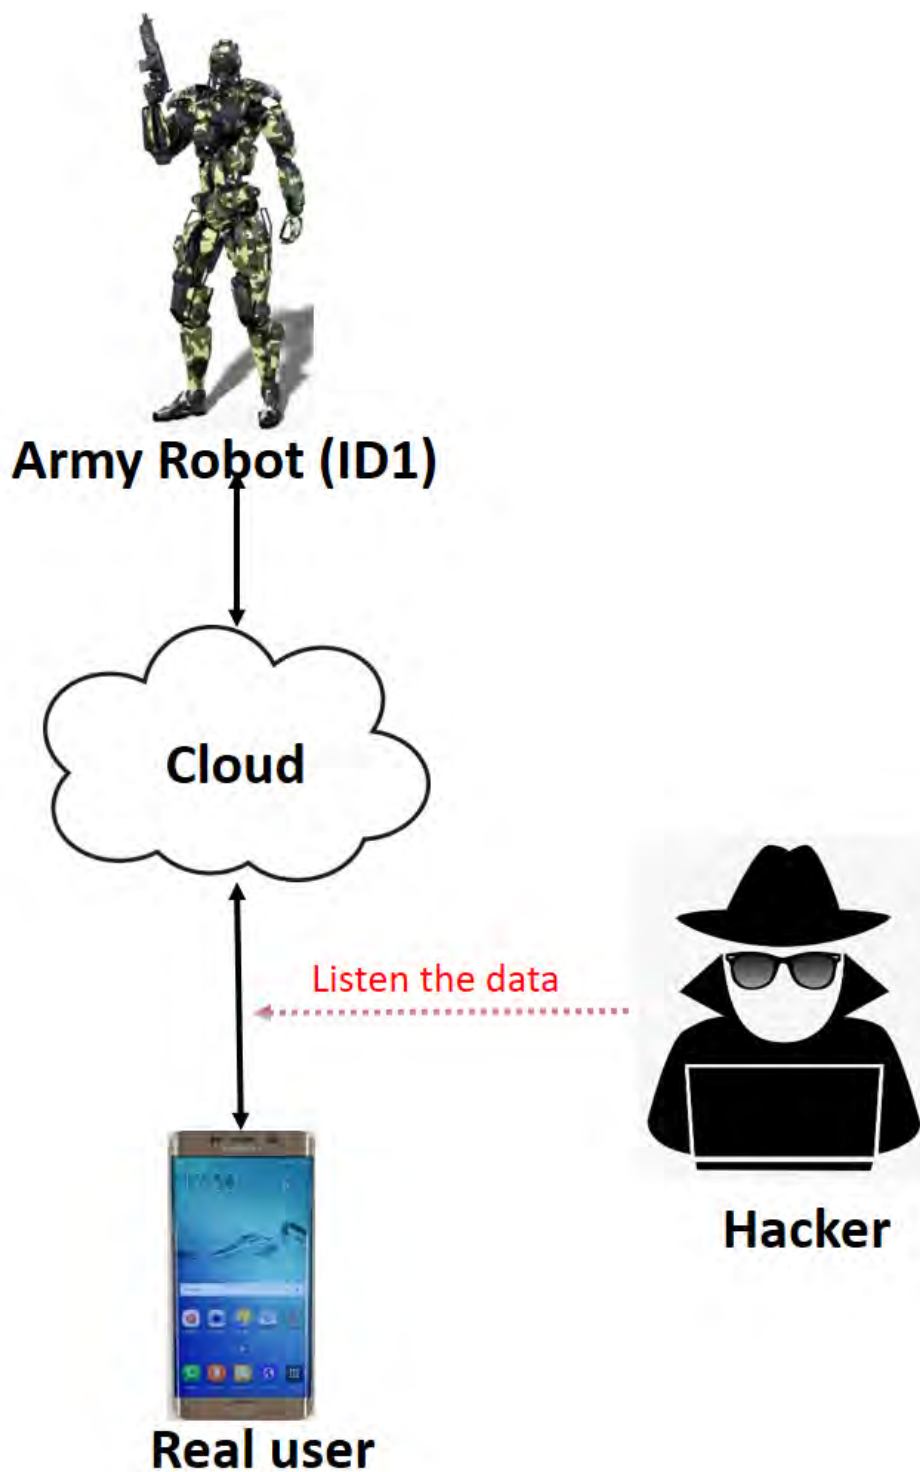 Army Robot (ID1)
Cloud
Listen the data
Hacker
Real user